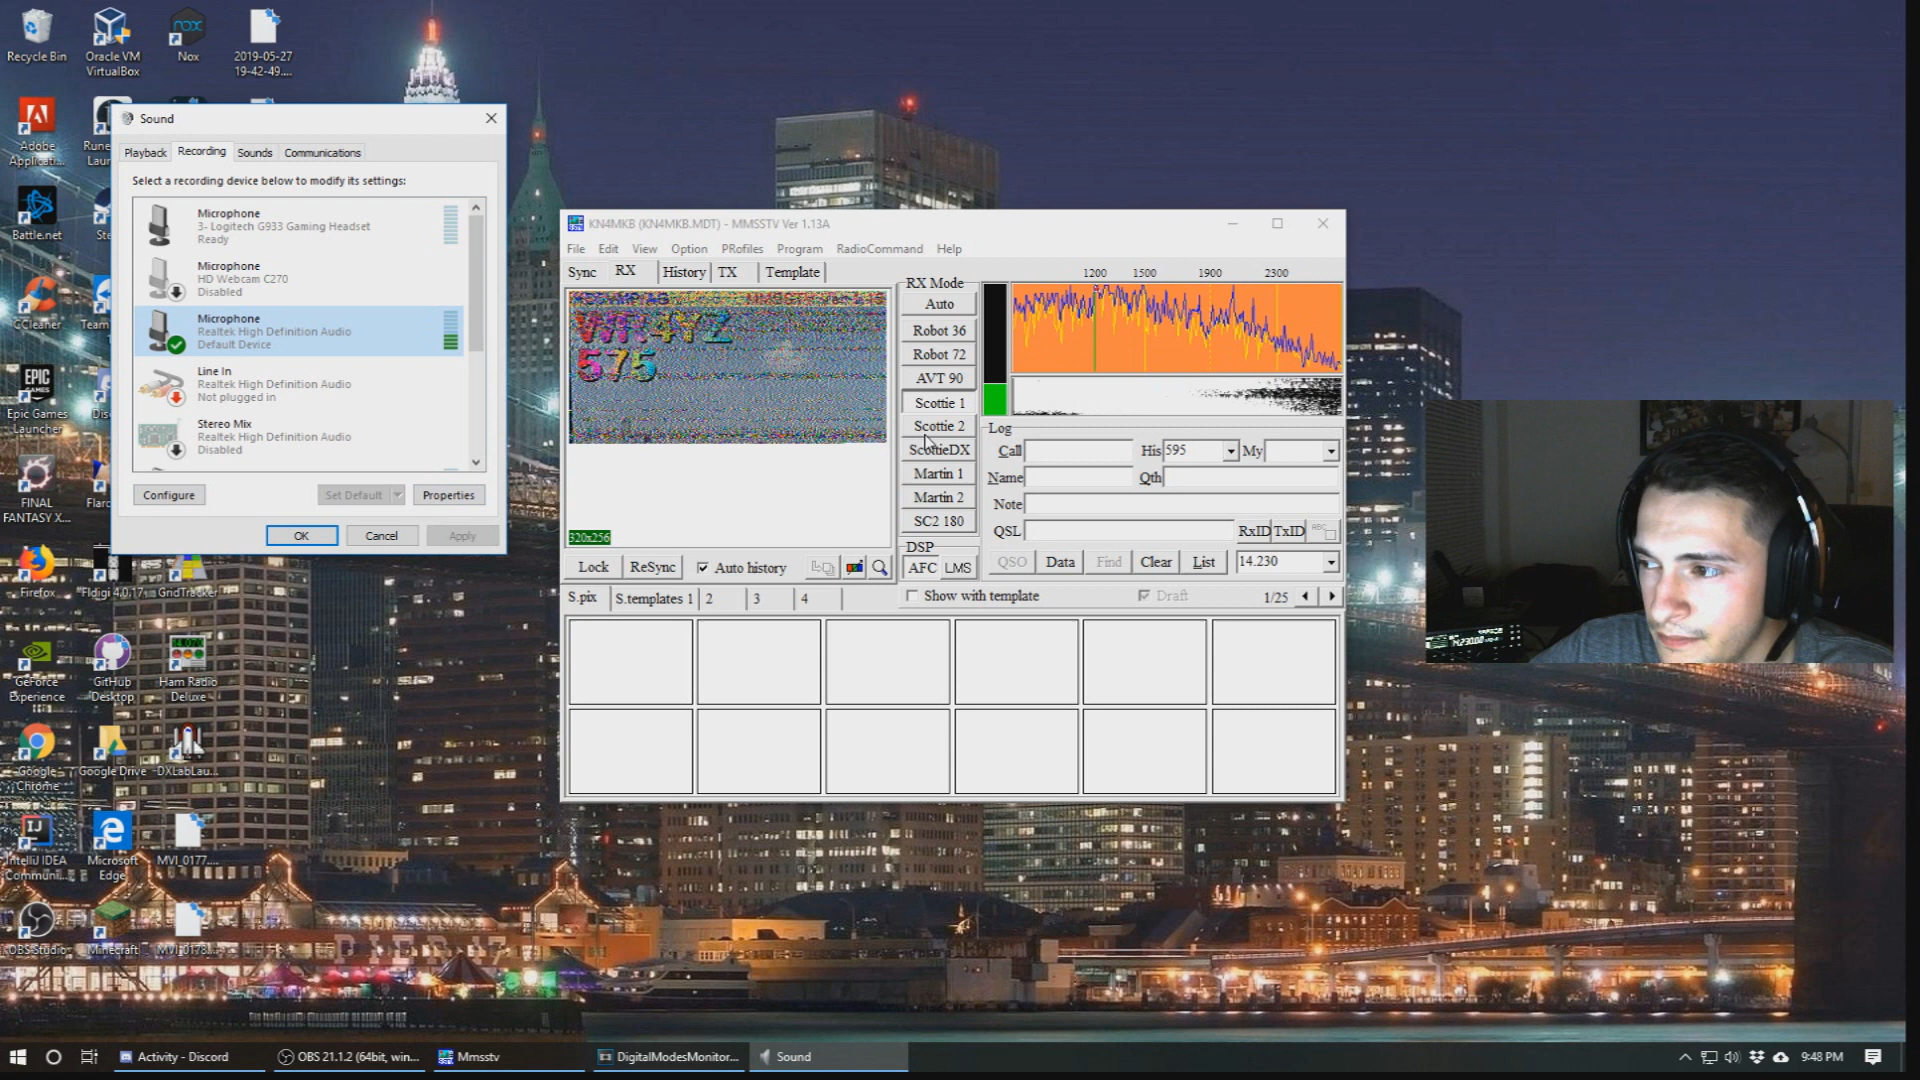 Recycle Bin
Oracle VM
VirtualBox
Nox
2019-05-27
19-42-49....
Adobe
Applicati...
Battle.net
CCleaner
Epic Games
Launcher
FINAL
FANTASY X...
Firefox
Fldigi 4.0.17
GridTracker
GeForce
Experience
GitHub
Desktop
Ham Radio
Deluxe
Google
Chrome
Google Drive
DXLabLau...
IntelliJ IDEA
Communi...
Microsoft
Edge
MVI_0177....
OBS Studio
Minecraft
MVI_0178....
Sound
Playback
Recording
Sounds
Communications
Select a recording device below to modify its settings:
Microphone
3- Logitech G933 Gaming Headset
Ready
Microphone
HD Webcam C270
Disabled
Microphone
Realtek High Definition Audio
Default Device
Line In
Realtek High Definition Audio
Not plugged in
Stereo Mix
Realtek High Definition Audio
Disabled
Configure
Set Default
Properties
OK
Cancel
Apply
KN4MKB (KN4MKB.MDT) - MMSSTV Ver 1.13A
File Edit View Option PRofiles Program RadioCommand Help
Sync RX History TX Template
575
320x256
Lock ReSync Auto history
RX Mode
Auto
Robot 36
Robot 72
AVT 90
Scottie 1
Scottie 2
ScottieDX
Martin 1
Martin 2
SC2 180
DSP
AFC LMS
1200 1500 1900 2300
Log
Call His 595 My
Name Qth
Note
QSL RxID TxID
QSO Data Find Clear List 14.230
S.pix S.templates 1 2 3 4
Show with template Draft 1/25
Activity - Discord
OBS 21.1.2 (64bit, win...
Mmsstv
DigitalModesMonitor...
Sound
9:48 PM